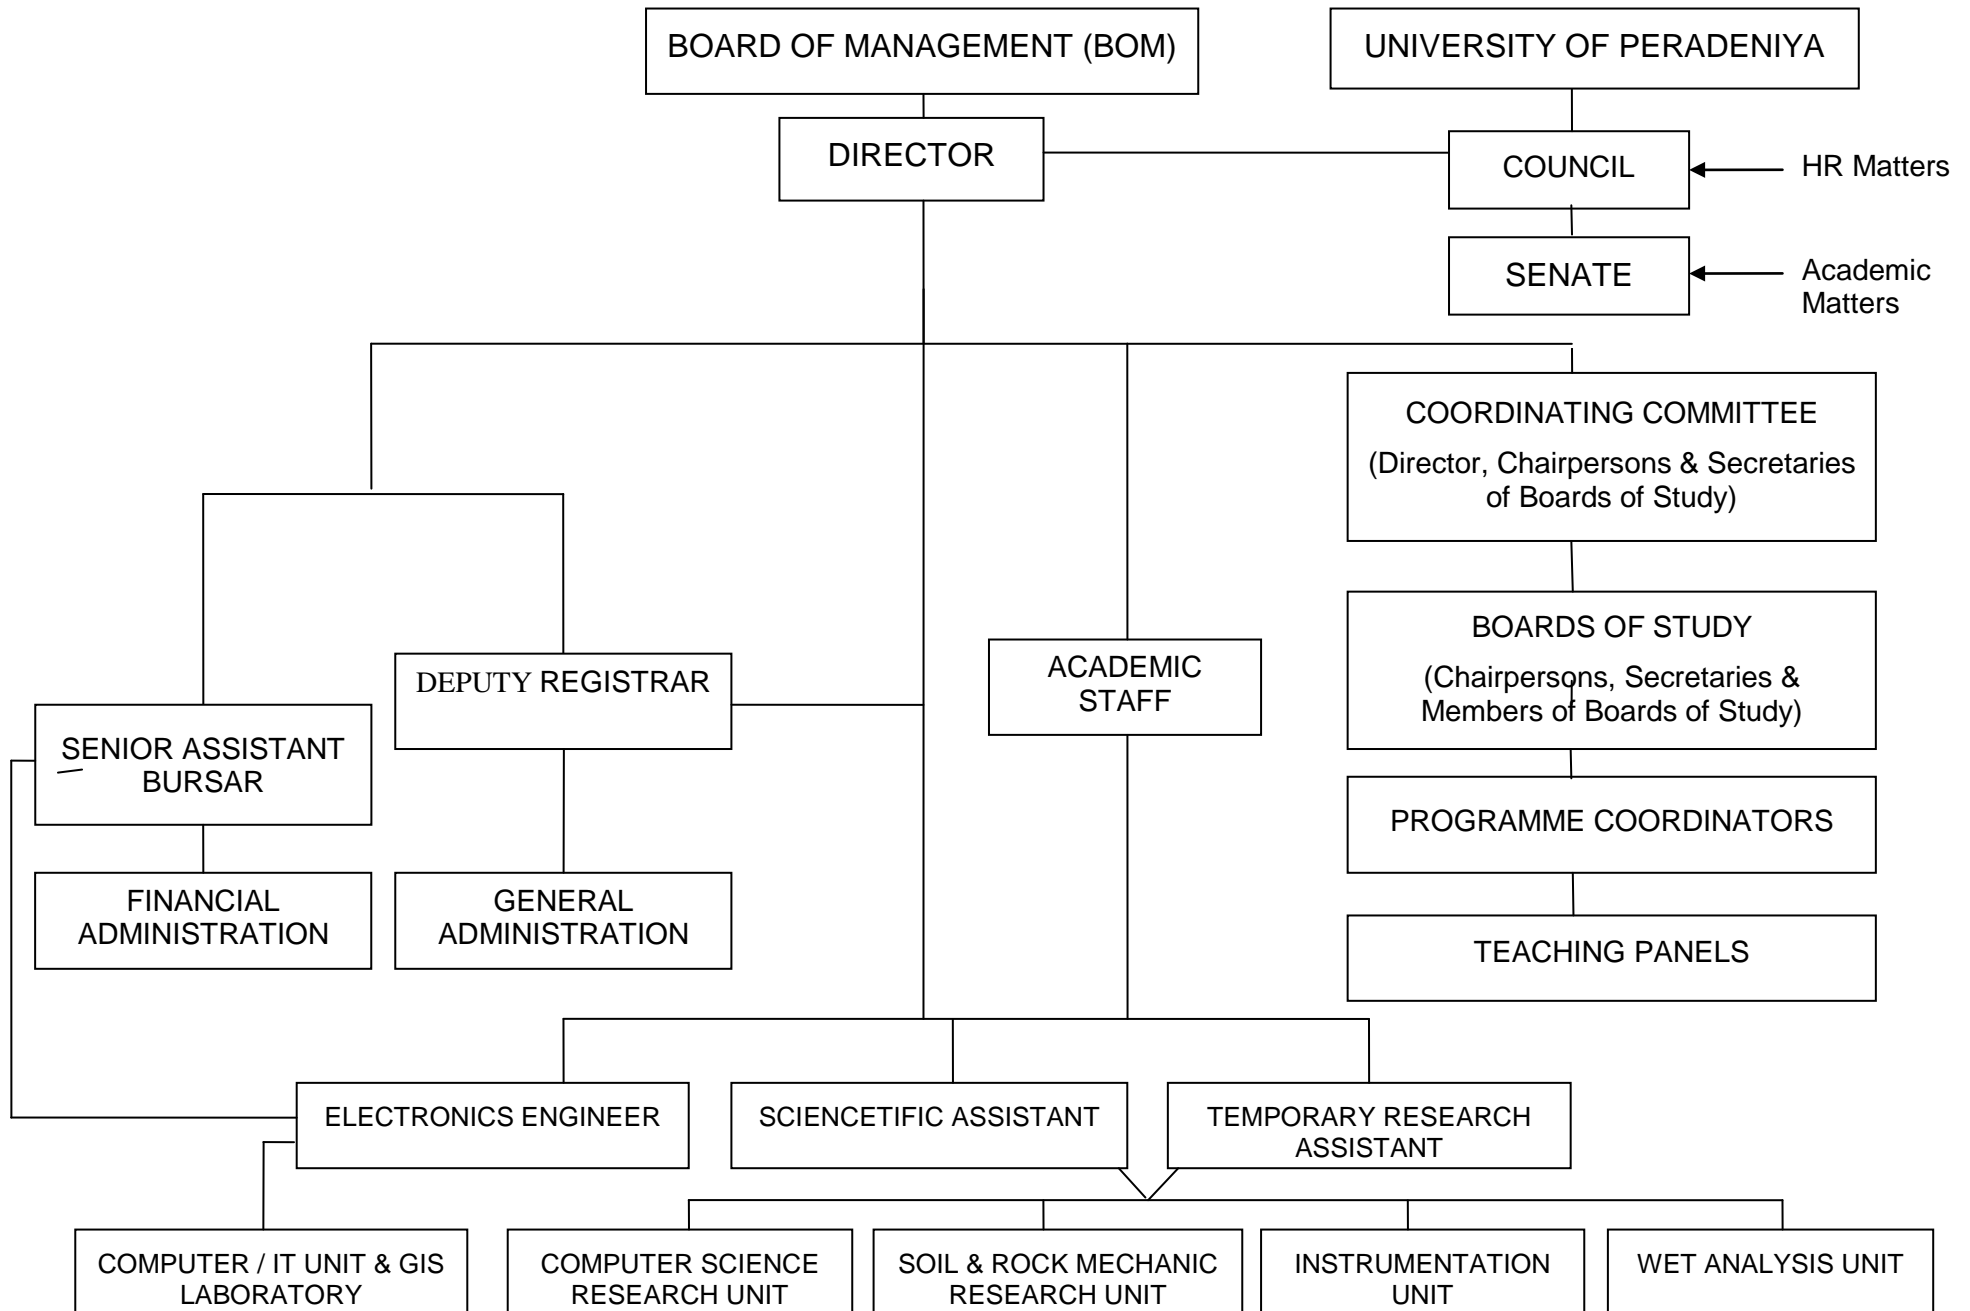 BOARD OF MANAGEMENT (BOM)
UNIVERSITY OF PERADENIYA
DIRECTOR
COUNCIL
HR Matters
SENATE
Academic
Matters
COORDINATING COMMITTEE
(Director, Chairpersons & Secretaries
of Boards of Study)
BOARDS OF STUDY
(Chairpersons, Secretaries &
Members of Boards of Study)
DEPUTY REGISTRAR
ACADEMIC
STAFF
SENIOR ASSISTANT
BURSAR
PROGRAMME COORDINATORS
FINANCIAL
ADMINISTRATION
GENERAL
ADMINISTRATION
TEACHING PANELS
ELECTRONICS ENGINEER
SCIENCETIFIC ASSISTANT
TEMPORARY RESEARCH
ASSISTANT
COMPUTER / IT UNIT & GIS
LABORATORY
COMPUTER SCIENCE
RESEARCH UNIT
SOIL & ROCK MECHANIC
RESEARCH UNIT
INSTRUMENTATION
UNIT
WET ANALYSIS UNIT